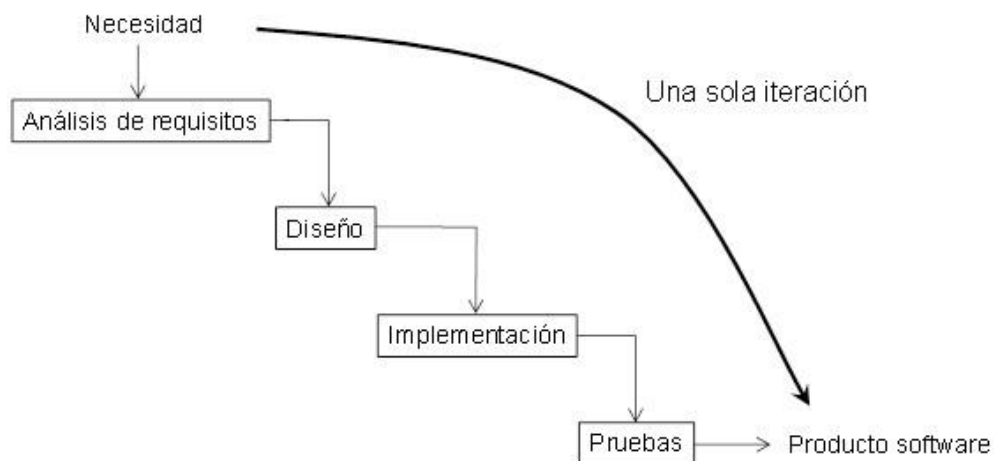 Necesidad
Una sola iteración
Análisis de requisitos
Diseño
Implementación
Pruebas
Producto software